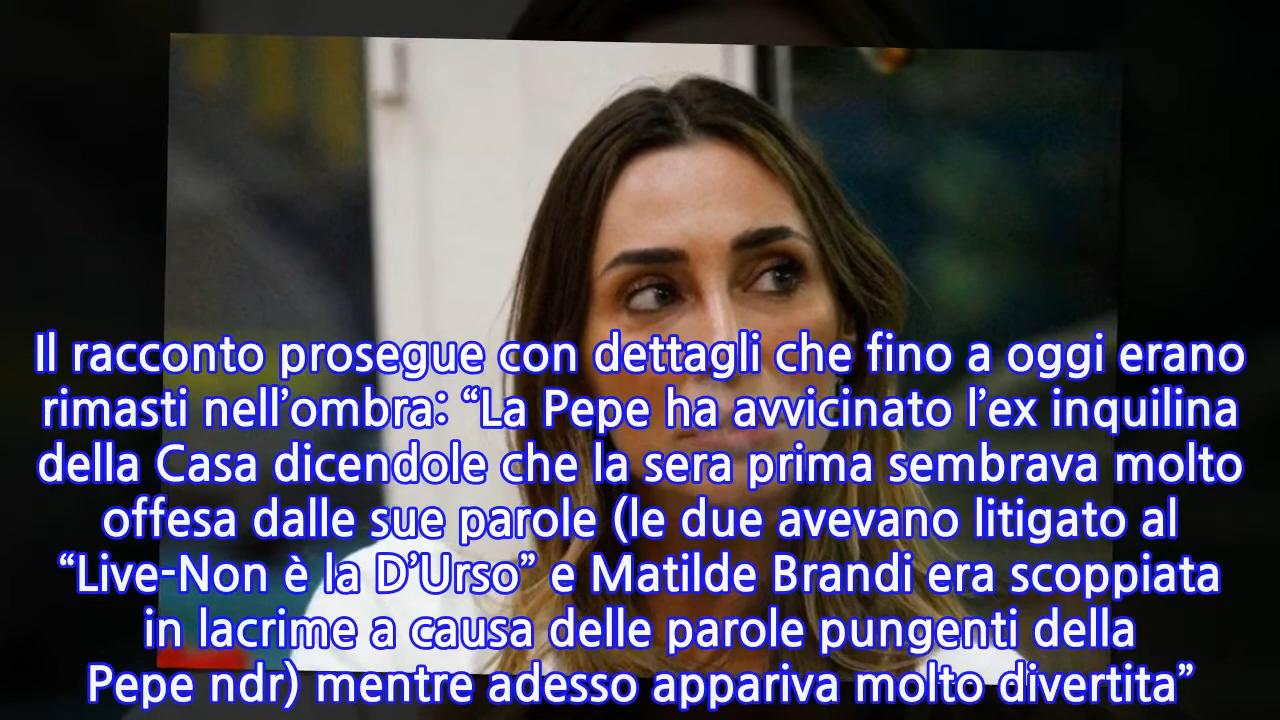 Il racconto prosegue con dettagli che fino a oggi erano
rimasti nell’ombra: “La Pepe ha avvicinato l’ex inquilina
della Casa dicendole che la sera prima sembrava molto
offesa dalle sue parole (le due avevano litigato al
“Live-Non è la D’Urso” e Matilde Brandi era scoppiata
in lacrime a causa delle parole pungenti della
Pepe ndr) mentre adesso appariva molto divertita”